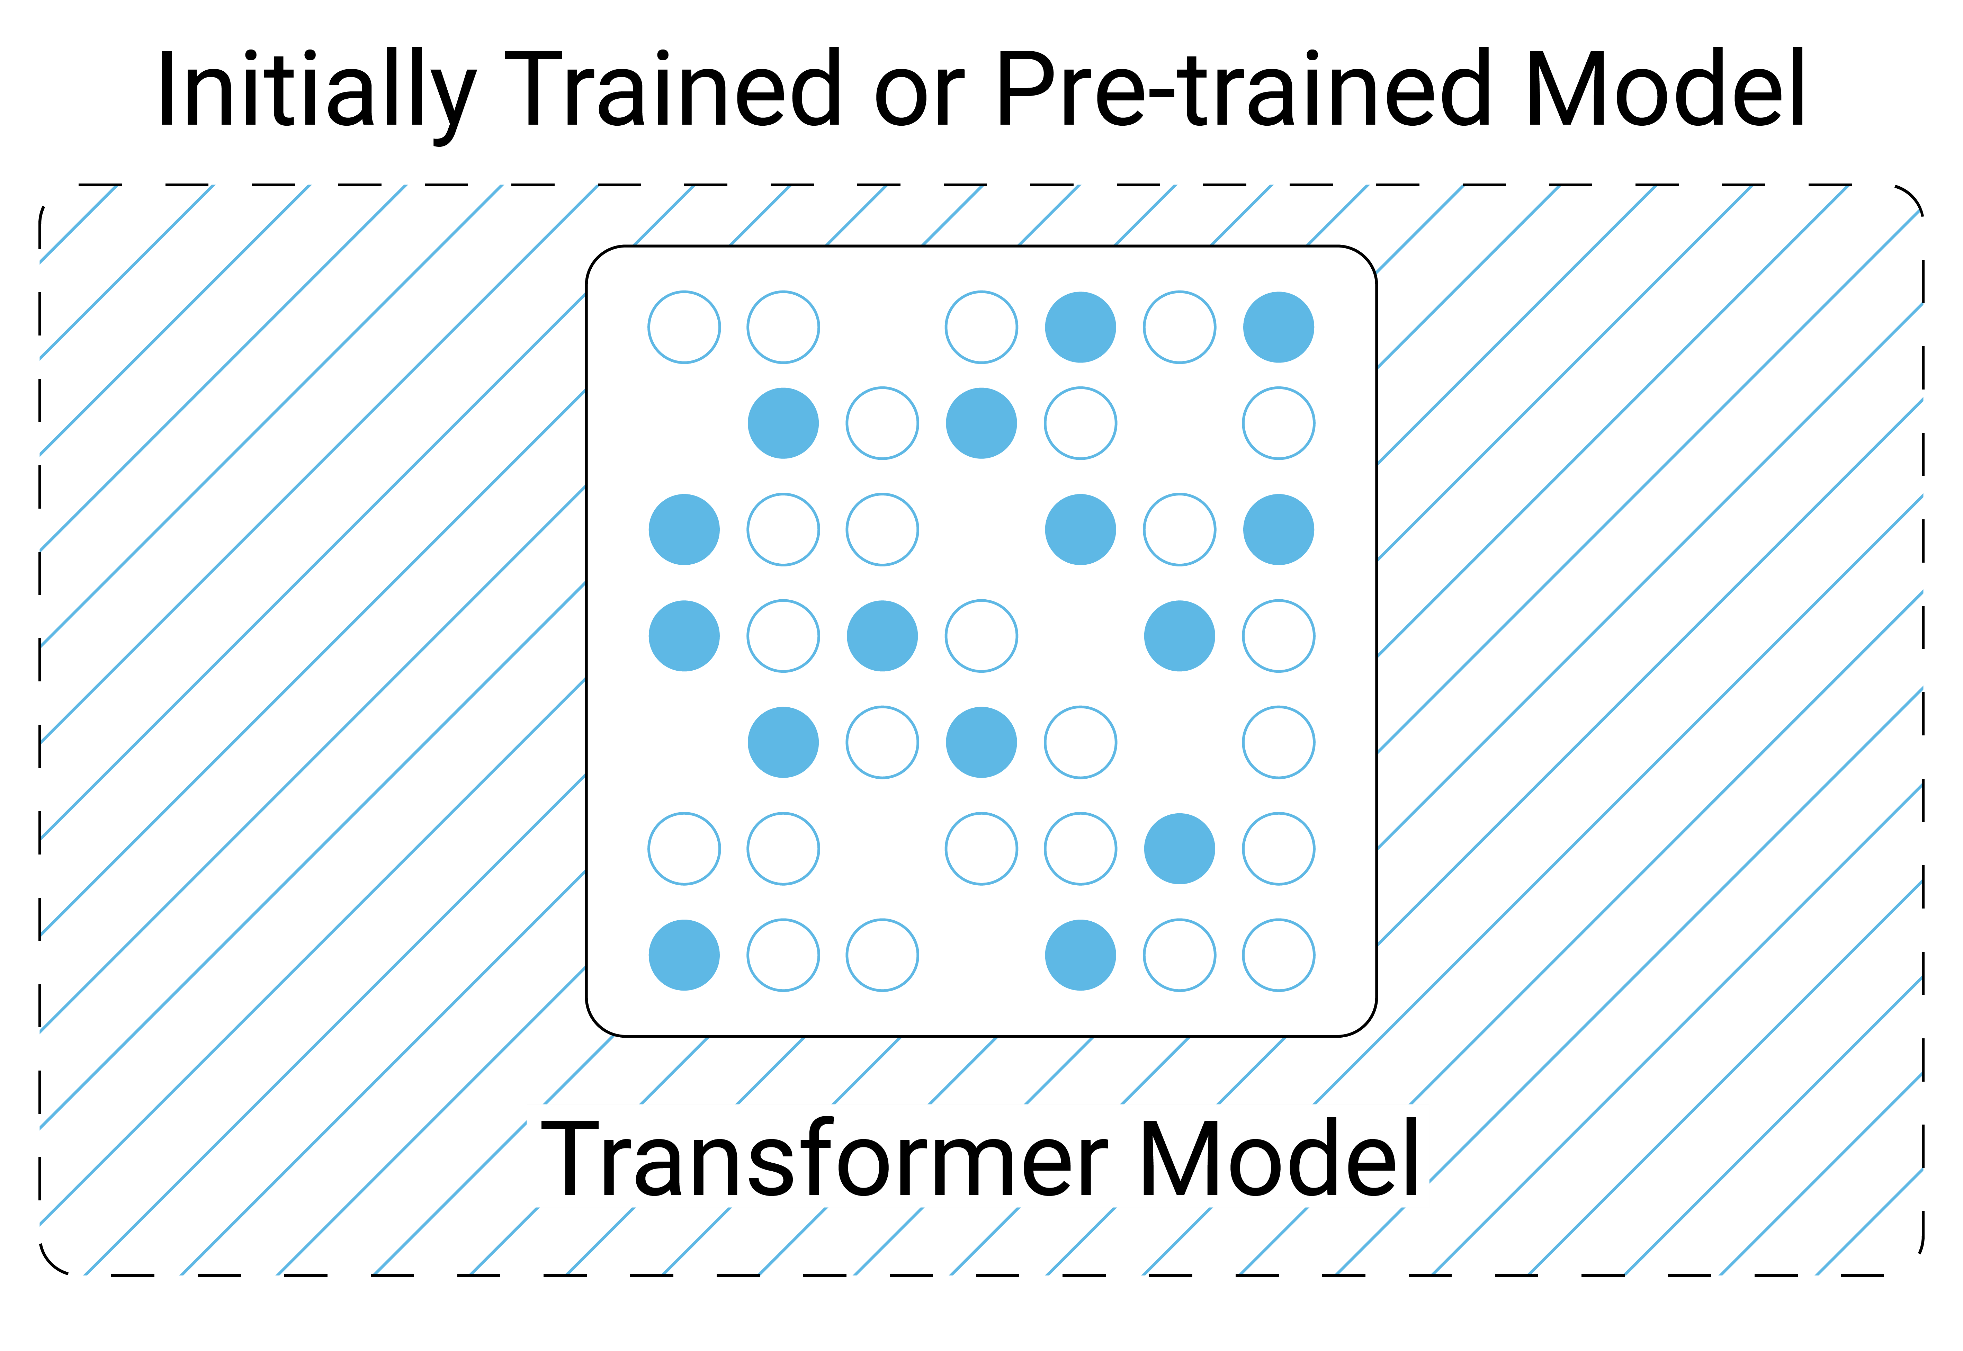 Initially Trained or Pre-trained Model
Transformer Model